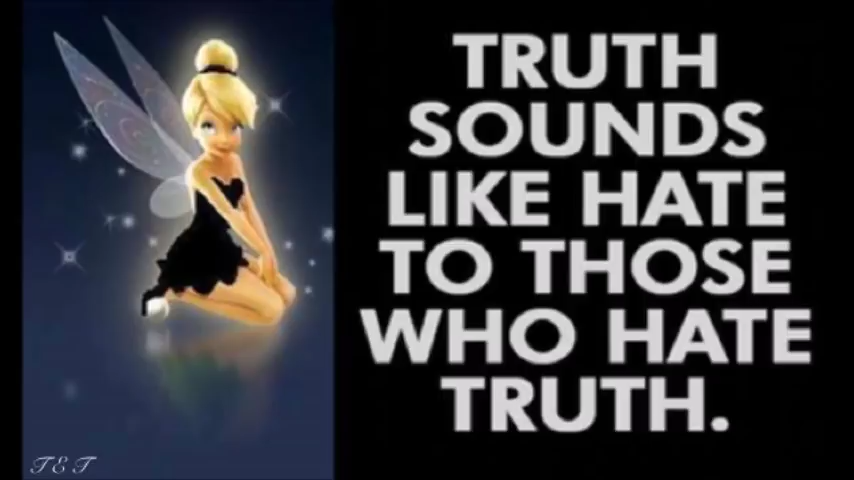 TRUTH
SOUNDS
LIKE HATE
TO THOSE
WHO HATE
TRUTH.
T&T